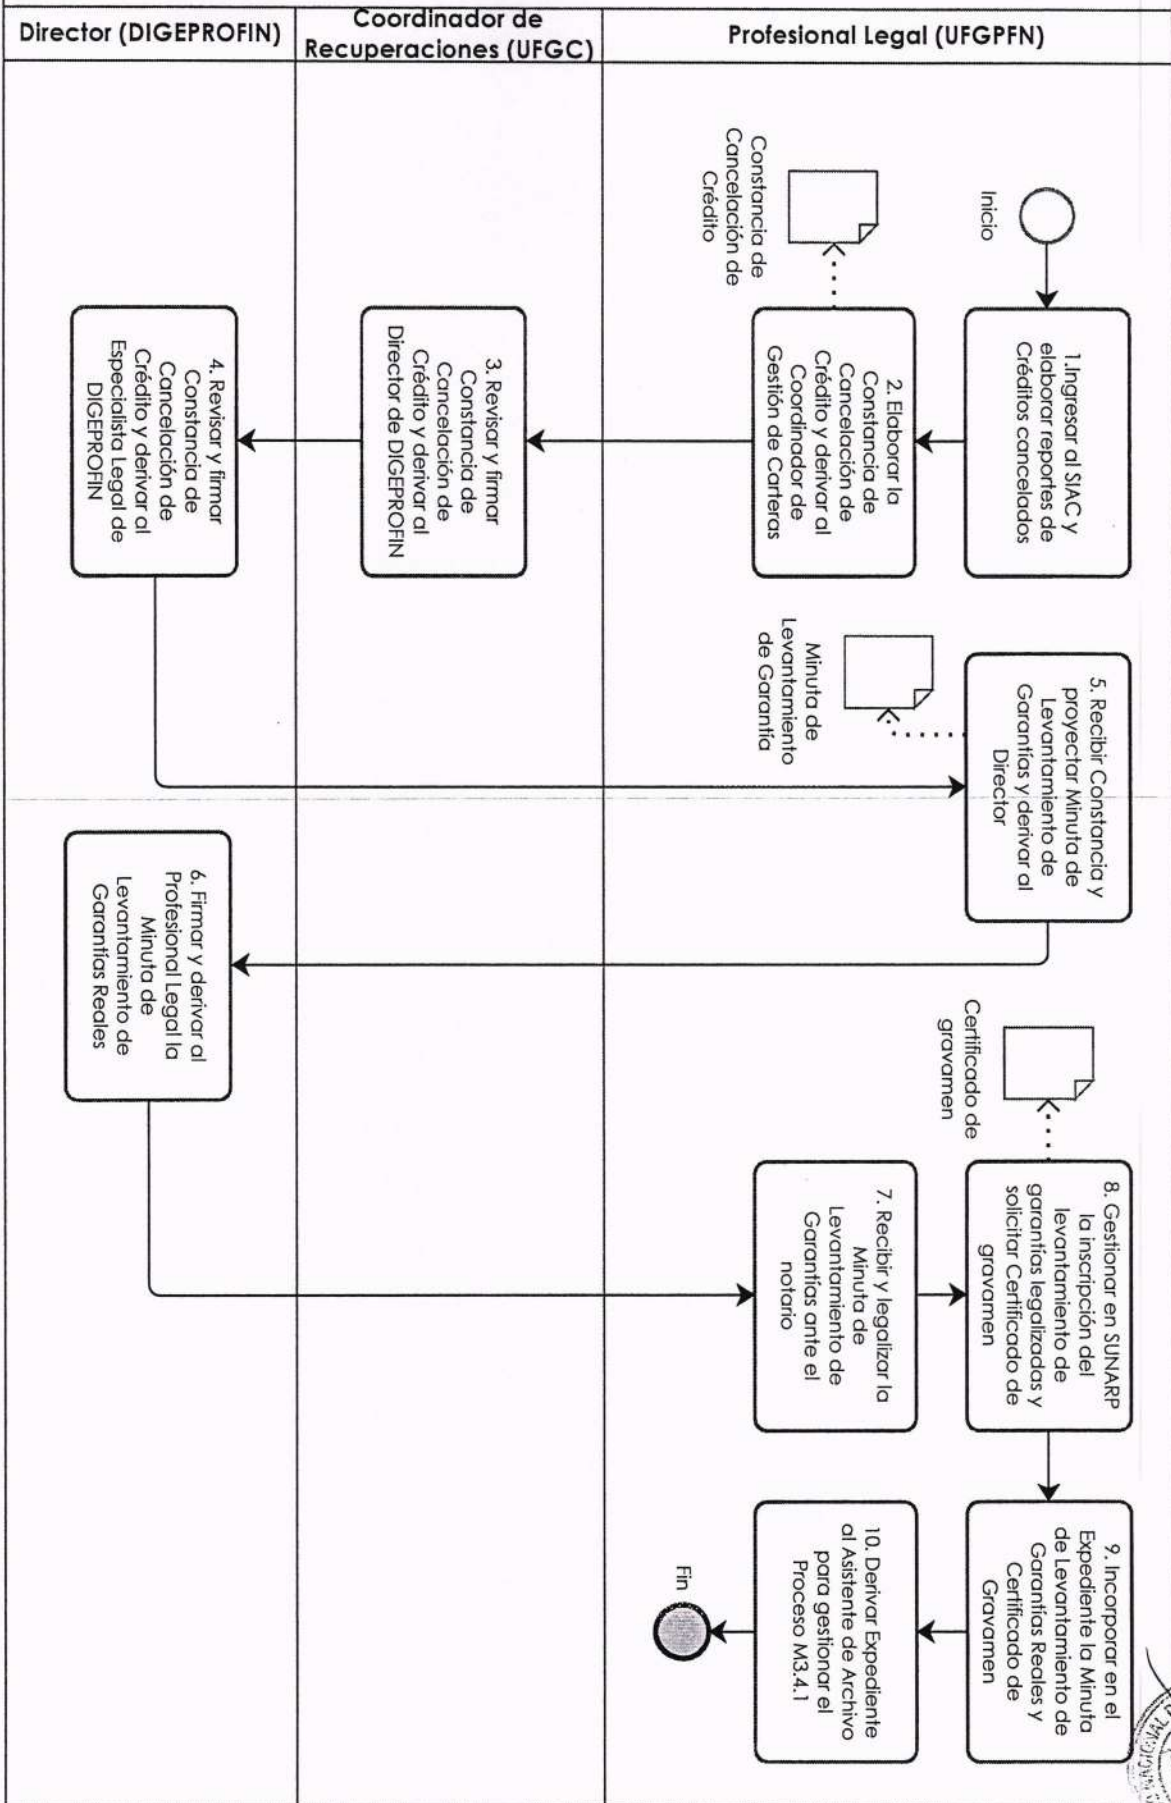 Director (DIGEPROFIN)
Coordinador de
Recuperaciones (UFGC)
Profesional Legal (UFGPFN)
Inicio
1.Ingresar al SIAC y
elaborar reportes de
Créditos cancelados
2. Elaborar la
Constancia de
Cancelación de
Crédito y derivar al
Coordinador de
Gestión de Carteras
Constancia de
Cancelación de
Crédito
3. Revisar y firmar
Constancia de
Cancelación de
Crédito y derivar al
Director de DIGEPROFIN
4. Revisar y firmar
Constancia de
Cancelación de
Crédito y derivar al
Especialista Legal de
DIGEPROFIN
5. Recibir Constancia y
proyectar Minuta de
Levantamiento de
Garantías y derivar al
Director
Minuta de
Levantamiento
de Garantía
6. Firmar y derivar al
Profesional Legal la
Minuta de
Levantamiento de
Garantías Reales
7. Recibir y legalizar la
Minuta de
Levantamiento de
Garantías ante el
notario
8. Gestionar en SUNARP
la inscripción del
levantamiento de
garantías legalizadas y
solicitar Certificado de
gravamen
Certificado de
gravamen
9. Incorporar en el
Expediente la Minuta
de Levantamiento de
Garantías Reales y
Certificado de
Gravamen
10. Derivar Expediente
al Asistente de Archivo
para gestionar el
Proceso M3.4.1
Fin